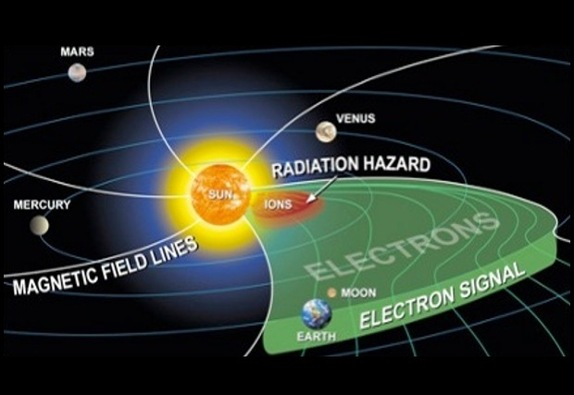 MARS
VENUS
RADIATION HAZARD
SUN
IONS
MERCURY
MAGNETIC FIELD LINES
ELECTRONS
MOON
ELECTRON SIGNAL
EARTH